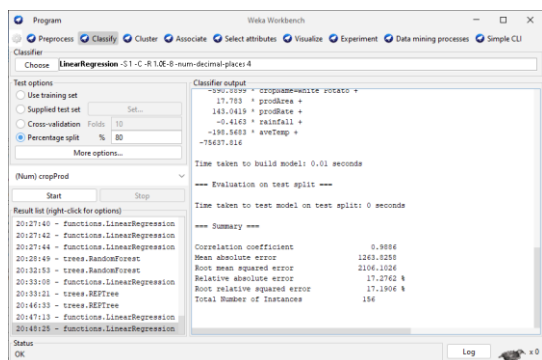 Program
Weka Workbench
Preprocess Classify Cluster Associate Select attributes Visualize Experiment Data mining processes Simple CLI
Classifier
Choose LinearRegression -S 1 -C -R 1.0E-8 -num-decimal-places 4
Test options
Use training set
Supplied test set Set...
Cross-validation Folds 10
Percentage split % 80
More options...
(Num) cropProd
Start Stop
Result list (right-click for options)
20:27:40 - functions.LinearRegression
20:27:42 - functions.LinearRegression
20:27:44 - functions.LinearRegression
20:28:49 - trees.RandomForest
20:32:53 - trees.RandomForest
20:33:08 - functions.LinearRegression
20:33:21 - trees.REPTree
20:46:33 - trees.REPTree
20:47:13 - functions.LinearRegression
20:48:25 - functions.LinearRegression
Classifier output
-590.8899 * cropName=White Potato +
17.783 * prodArea +
143.0419 * prodRate +
-0.4163 * rainfall +
-198.5683 * aveTemp +
-75637.816
Time taken to build model: 0.01 seconds
=== Evaluation on test split ===
Time taken to test model on test split: 0 seconds
=== Summary ===
Correlation coefficient 0.9886
Mean absolute error 1263.8258
Root mean squared error 2106.1026
Relative absolute error 17.2762 %
Root relative squared error 17.1906 %
Total Number of Instances 156
Status
OK
Log
x 0